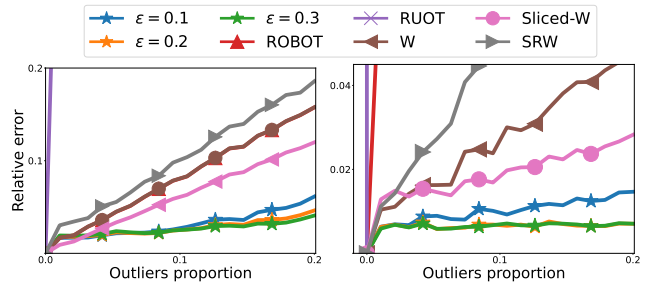 ε = 0.1 ε = 0.3 RUOT Sliced-W
ε = 0.2 ROBOT W SRW
0.2
0.1
0.0 0.1 0.2
Relative error
Outliers proportion
0.04
0.02
0.0 0.1 0.2
Outliers proportion